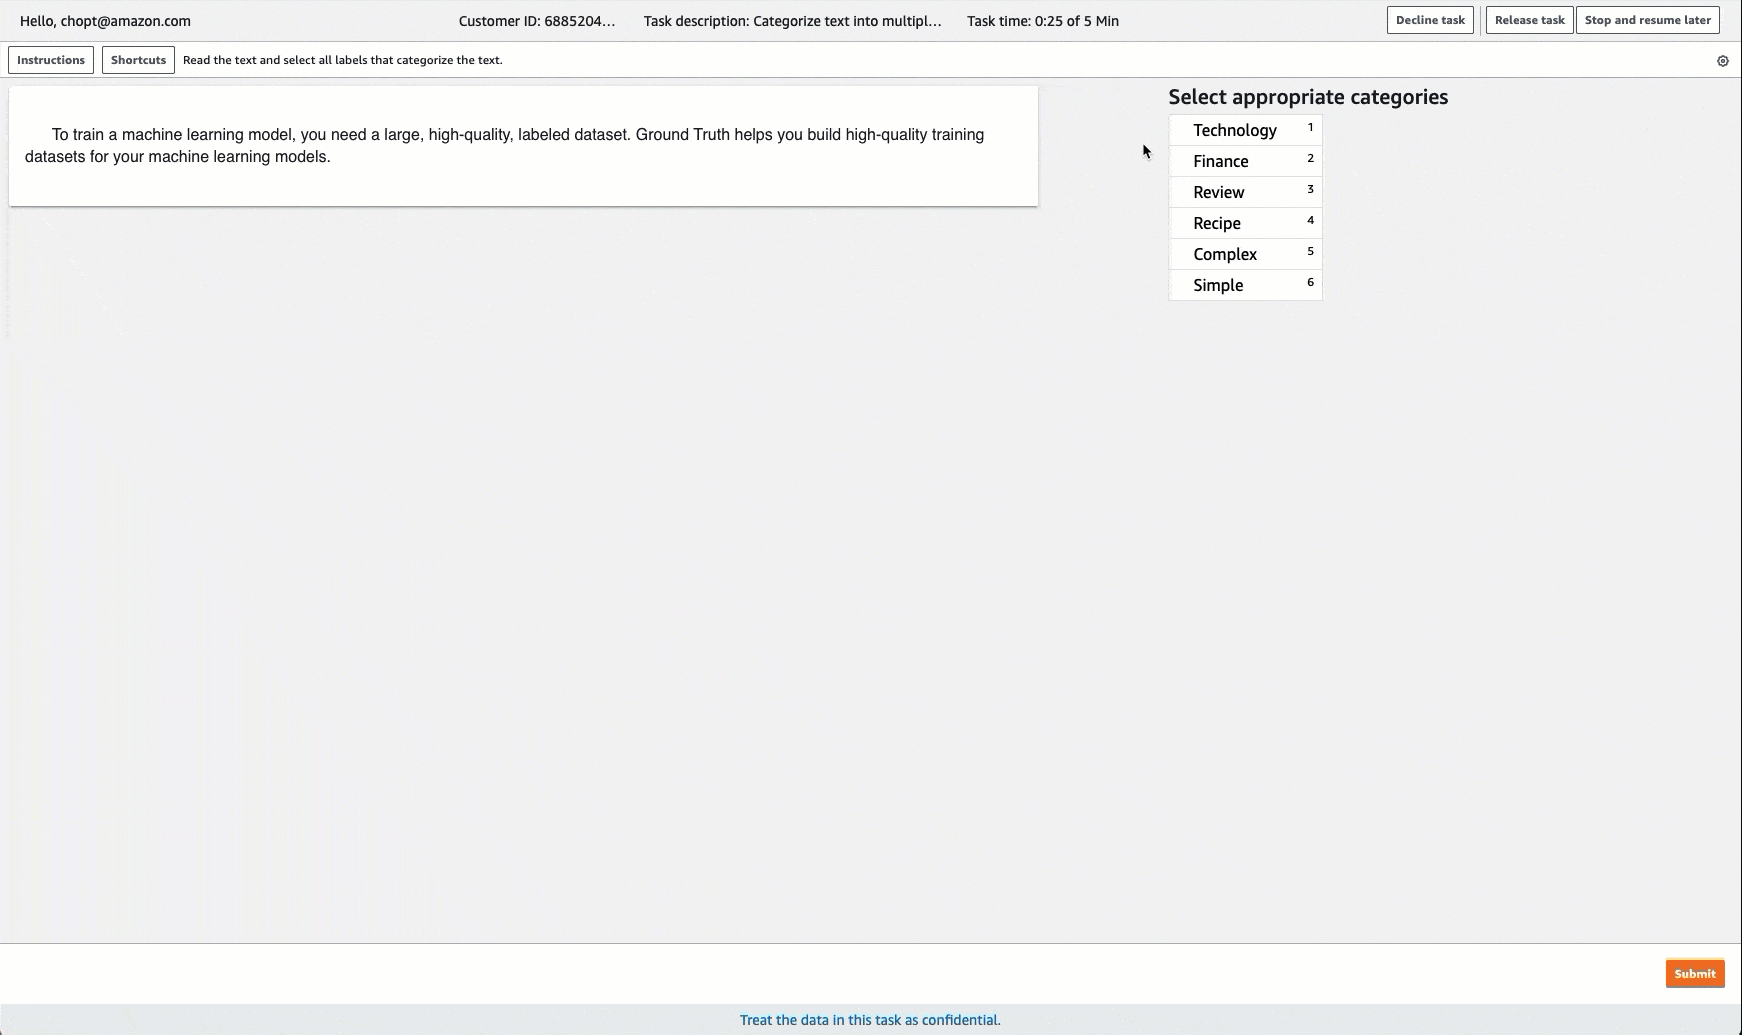 Hello, chopt@amazon.com Customer ID: 6885204... Task description: Categorize text into multipl... Task time: 0:25 of 5 Min Decline task Release task Stop and resume later
Instructions Shortcuts Read the text and select all labels that categorize the text.
Select appropriate categories
To train a machine learning model, you need a large, high-quality, labeled dataset. Ground Truth helps you build high-quality training
datasets for your machine learning models.
Technology 1
Finance 2
Review 3
Recipe 4
Complex 5
Simple 6
Submit
Treat the data in this task as confidential.